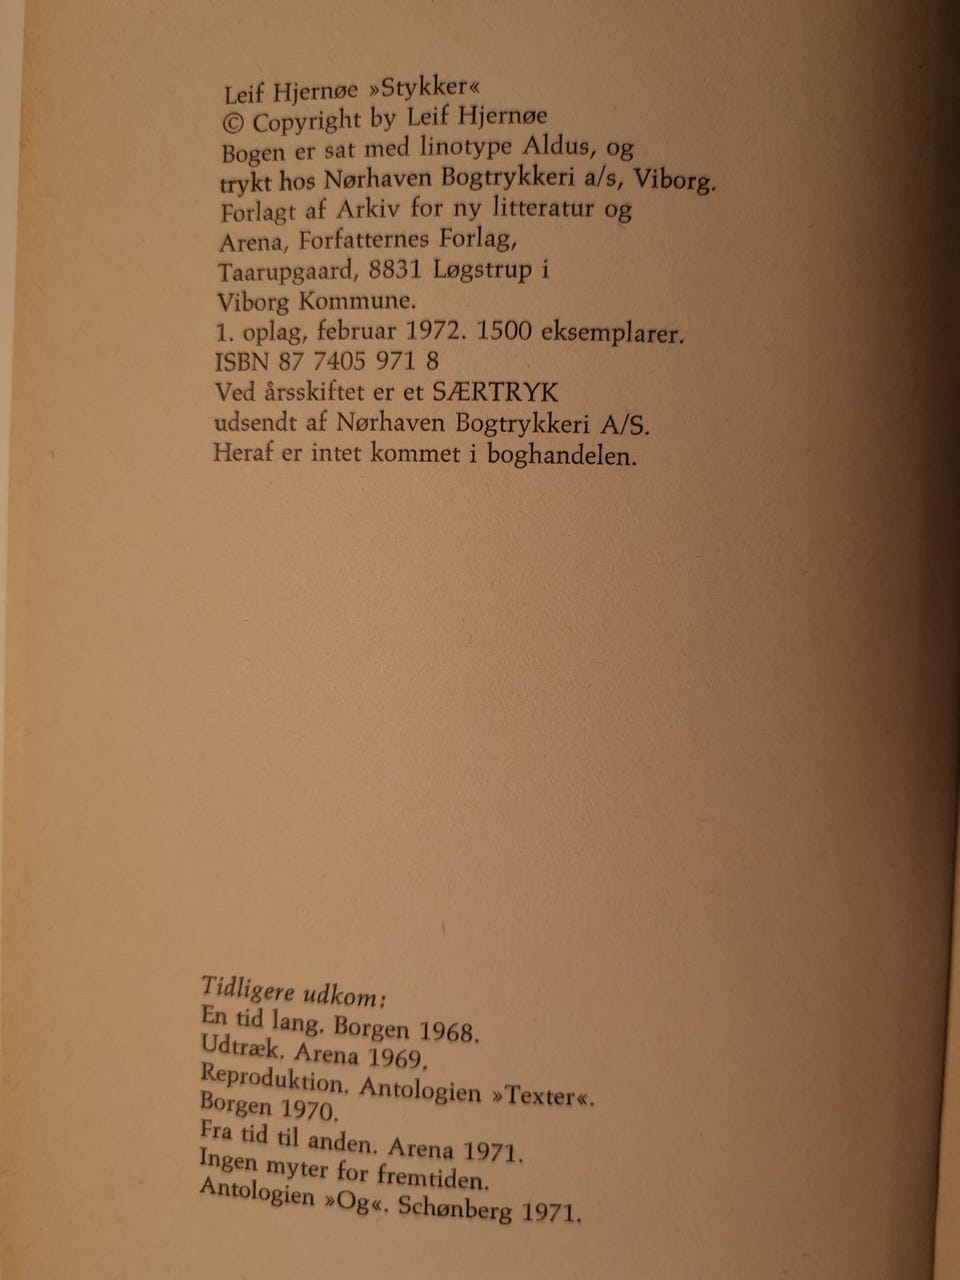 Leif Hjernøe »Stykker«
© Copyright by Leif Hjernøe
Bogen er sat med linotype Aldus, og
trykt hos Nørhaven Bogtrykkeri a/s, Viborg.
Forlagt af Arkiv for ny litteratur og
Arena, Forfatternes Forlag,
Taarupgaard, 8831 Løgstrup i
Viborg Kommune.
1. oplag, februar 1972. 1500 eksemplarer.
ISBN 87 7405 971 8
Ved årsskiftet er et SÆRTRYK
udsendt af Nørhaven Bogtrykkeri A/S.
Heraf er intet kommet i boghandelen.
Tidligere udkom:
En tid lang. Borgen 1968.
Udtræk. Arena 1969.
Reproduktion. Antologien »Texter«.
Borgen 1970.
Fra tid til anden. Arena 1971.
Ingen myter for fremtiden.
Antologien »Og«. Schønberg 1971.